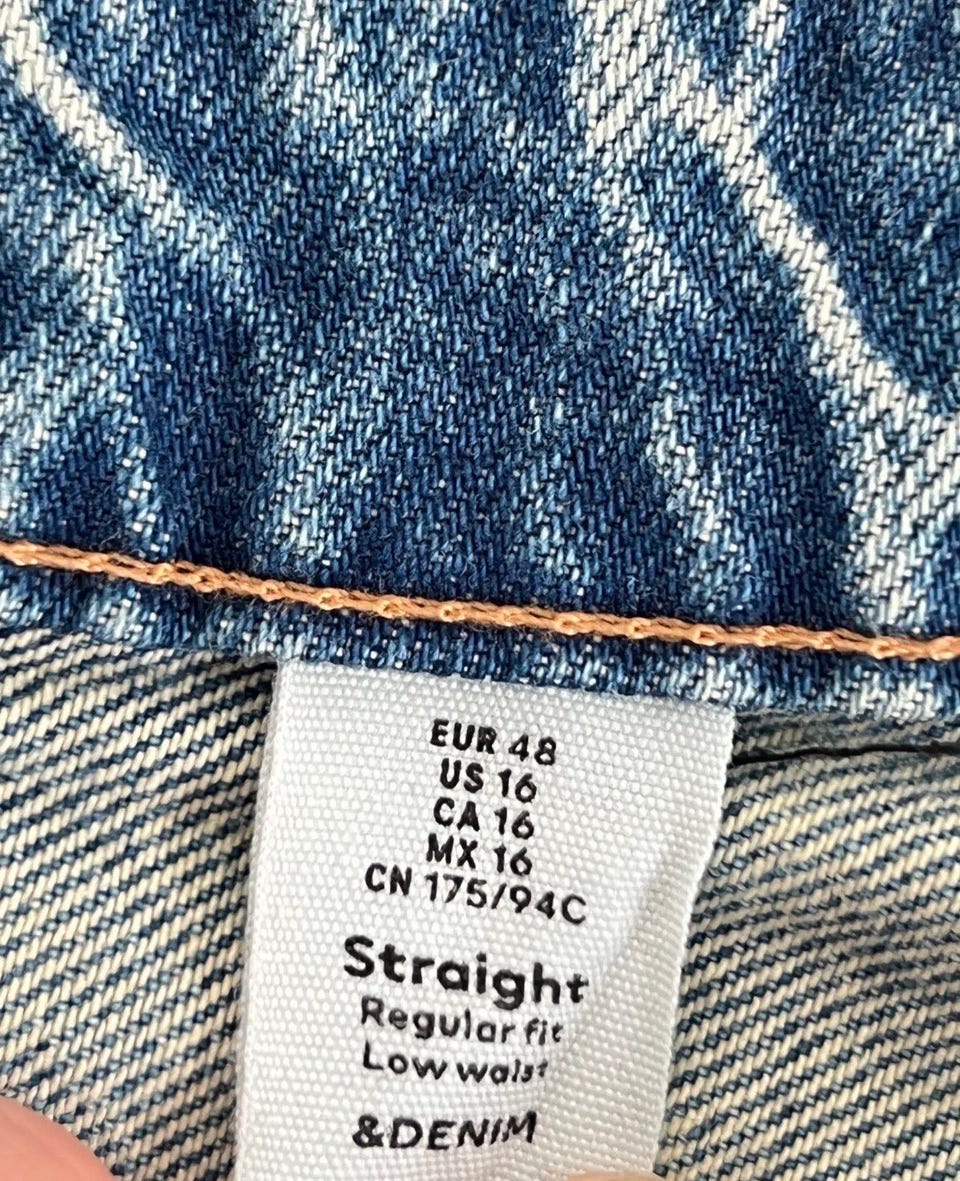 EUR 48
US 16
CA 16
MX 16
CN 175/94C
Straight
Regular fit
Low waist
&DENIM